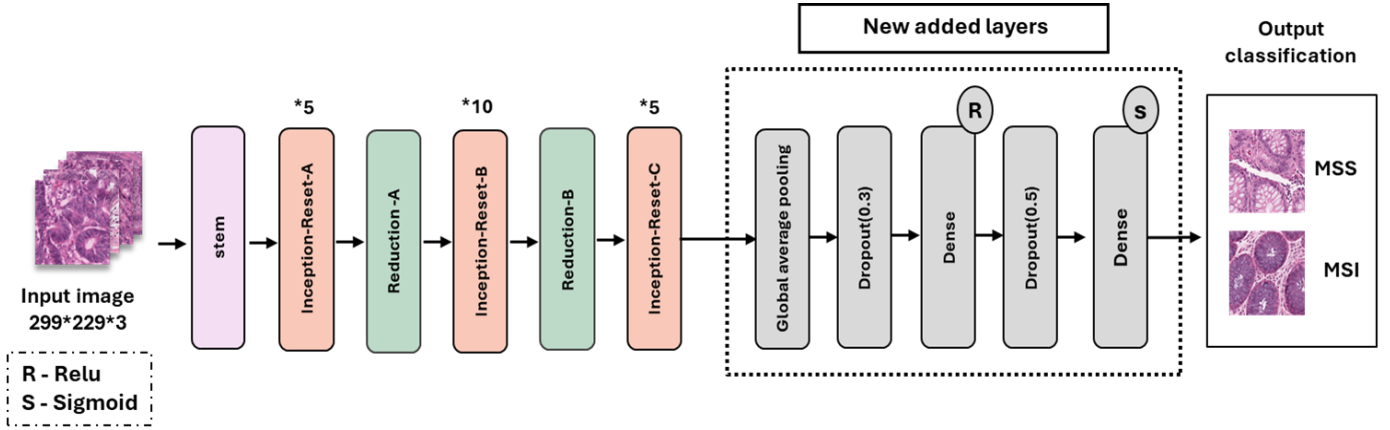 New added layers
Output
classification
*5
*10
*5
R
s
stem
Inception-Reset-A
Reduction-A
Inception-Reset-B
Reduction-B
Inception-Reset-C
Global average pooling
Dropout(0.3)
Dense
Dropout(0.5)
Dense
MSS
MSI
Input image
299*229*3
R - Relu
S - Sigmoid